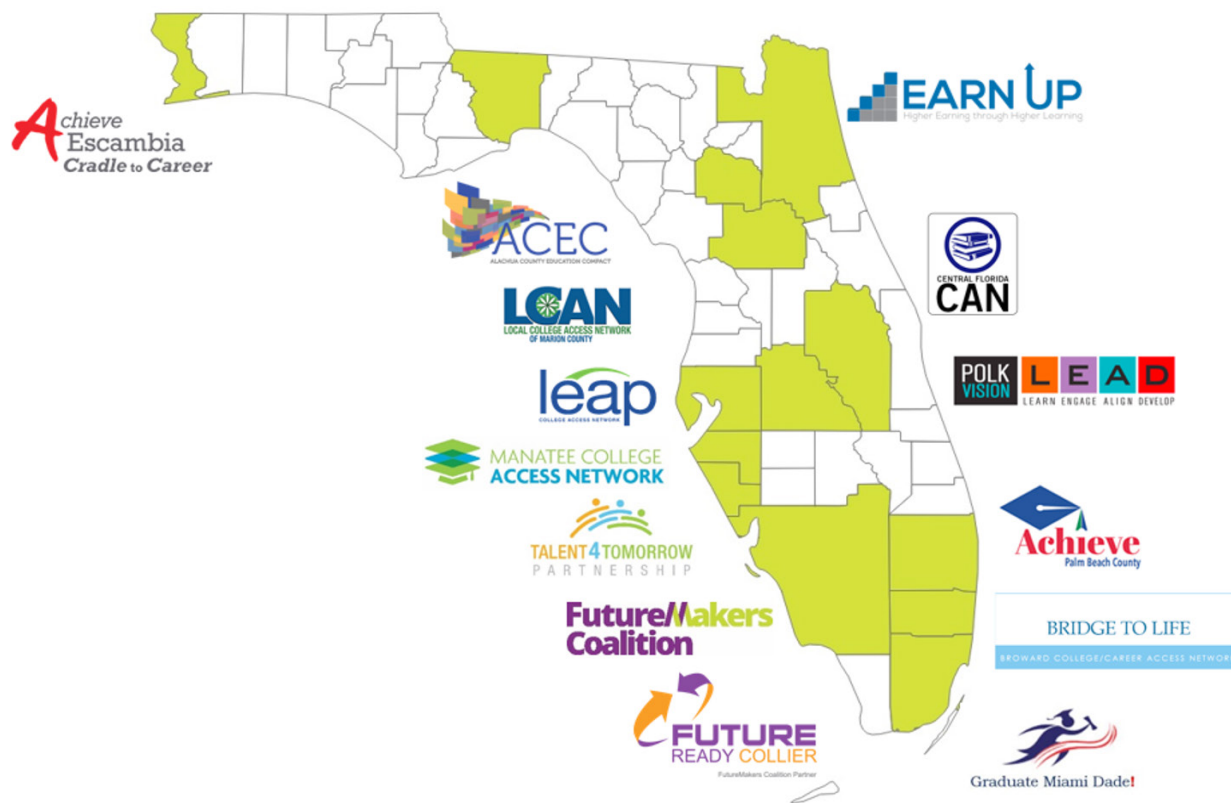 Achieve
Escambia
Cradle to Career
EARN UP
Higher Earning through Higher Learning
ACEC
ALACHUA COUNTY EDUCATION COMPACT
CENTRAL FLORIDA
CAN
LCAN
LOCAL COLLEGE ACCESS NETWORK
OF MARION COUNTY
POLK
VISION
LEAD
LEARN ENGAGE ALIGN DEVELOP
leap
COLLEGE ACCESS NETWORK
MANATEE COLLEGE
ACCESS NETWORK
TALENT4TOMORROW
PARTNERSHIP
Achieve
Palm Beach County
FutureMakers
Coalition
BRIDGE TO LIFE
BROWARD COLLEGE/CAREER ACCESS NETWORK
FUTURE
READY COLLIER
FutureMakers Coalition Partner
Graduate Miami Dade!